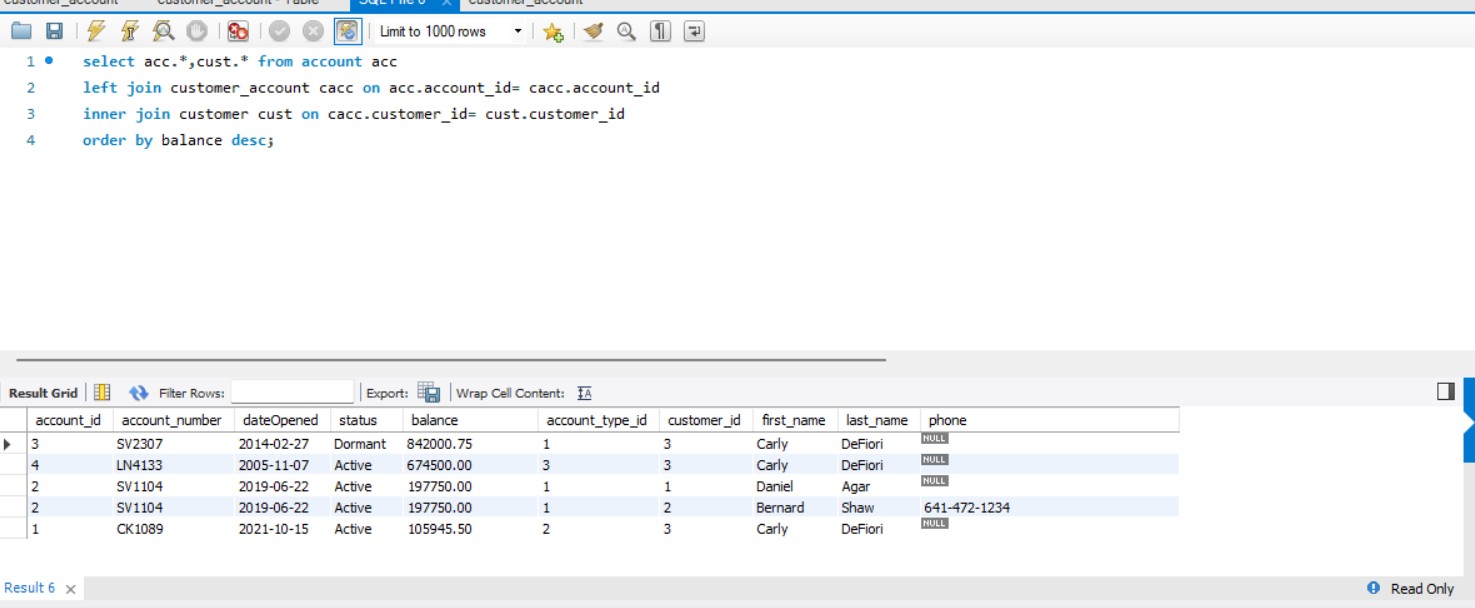 customer_account customer_account - Table SQL File 6 × customer_account
Limit to 1000 rows
1 select acc.*,cust.* from account acc
2 left join customer_account cacc on acc.account_id= cacc.account_id
3 inner join customer cust on cacc.customer_id= cust.customer_id
4 order by balance desc;
Result Grid Filter Rows: Export: Wrap Cell Content:
account_id account_number dateOpened status balance account_type_id customer_id first_name last_name phone
3 SV2307 2014-02-27 Dormant 842000.75 1 3 Carly DeFiori NULL
4 LN4133 2005-11-07 Active 674500.00 3 3 Carly DeFiori NULL
2 SV1104 2019-06-22 Active 197750.00 1 1 Daniel Agar NULL
2 SV1104 2019-06-22 Active 197750.00 1 2 Bernard Shaw 641-472-1234
1 CK1089 2021-10-15 Active 105945.50 2 3 Carly DeFiori NULL
Result 6 × Read Only